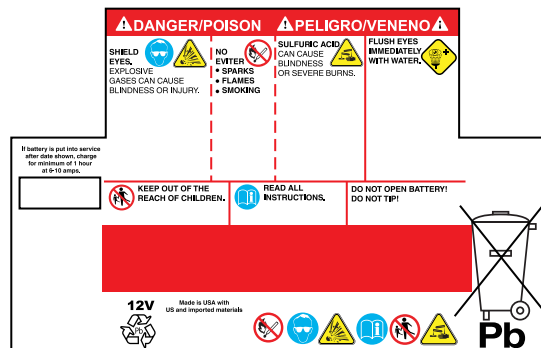 DANGER/POISON
PELIGRO/VENENO
SHIELD
EYES.
EXPLOSIVE
GASES CAN CAUSE
BLINDNESS OR INJURY.
NO
EVITER
• SPARKS
• FLAMES
• SMOKING
SULFURIC ACID
CAN CAUSE
BLINDNESS
OR SEVERE BURNS.
FLUSH EYES
IMMEDIATELY
WITH WATER.
If battery is put into service
after date shown, charge
for minimum of 1 hour
at 6-10 amps.
KEEP OUT OF THE
REACH OF CHILDREN.
READ ALL
INSTRUCTIONS.
DO NOT OPEN BATTERY!
DO NOT TIP!
12V
Pb
Made is USA with
US and imported materials
Pb